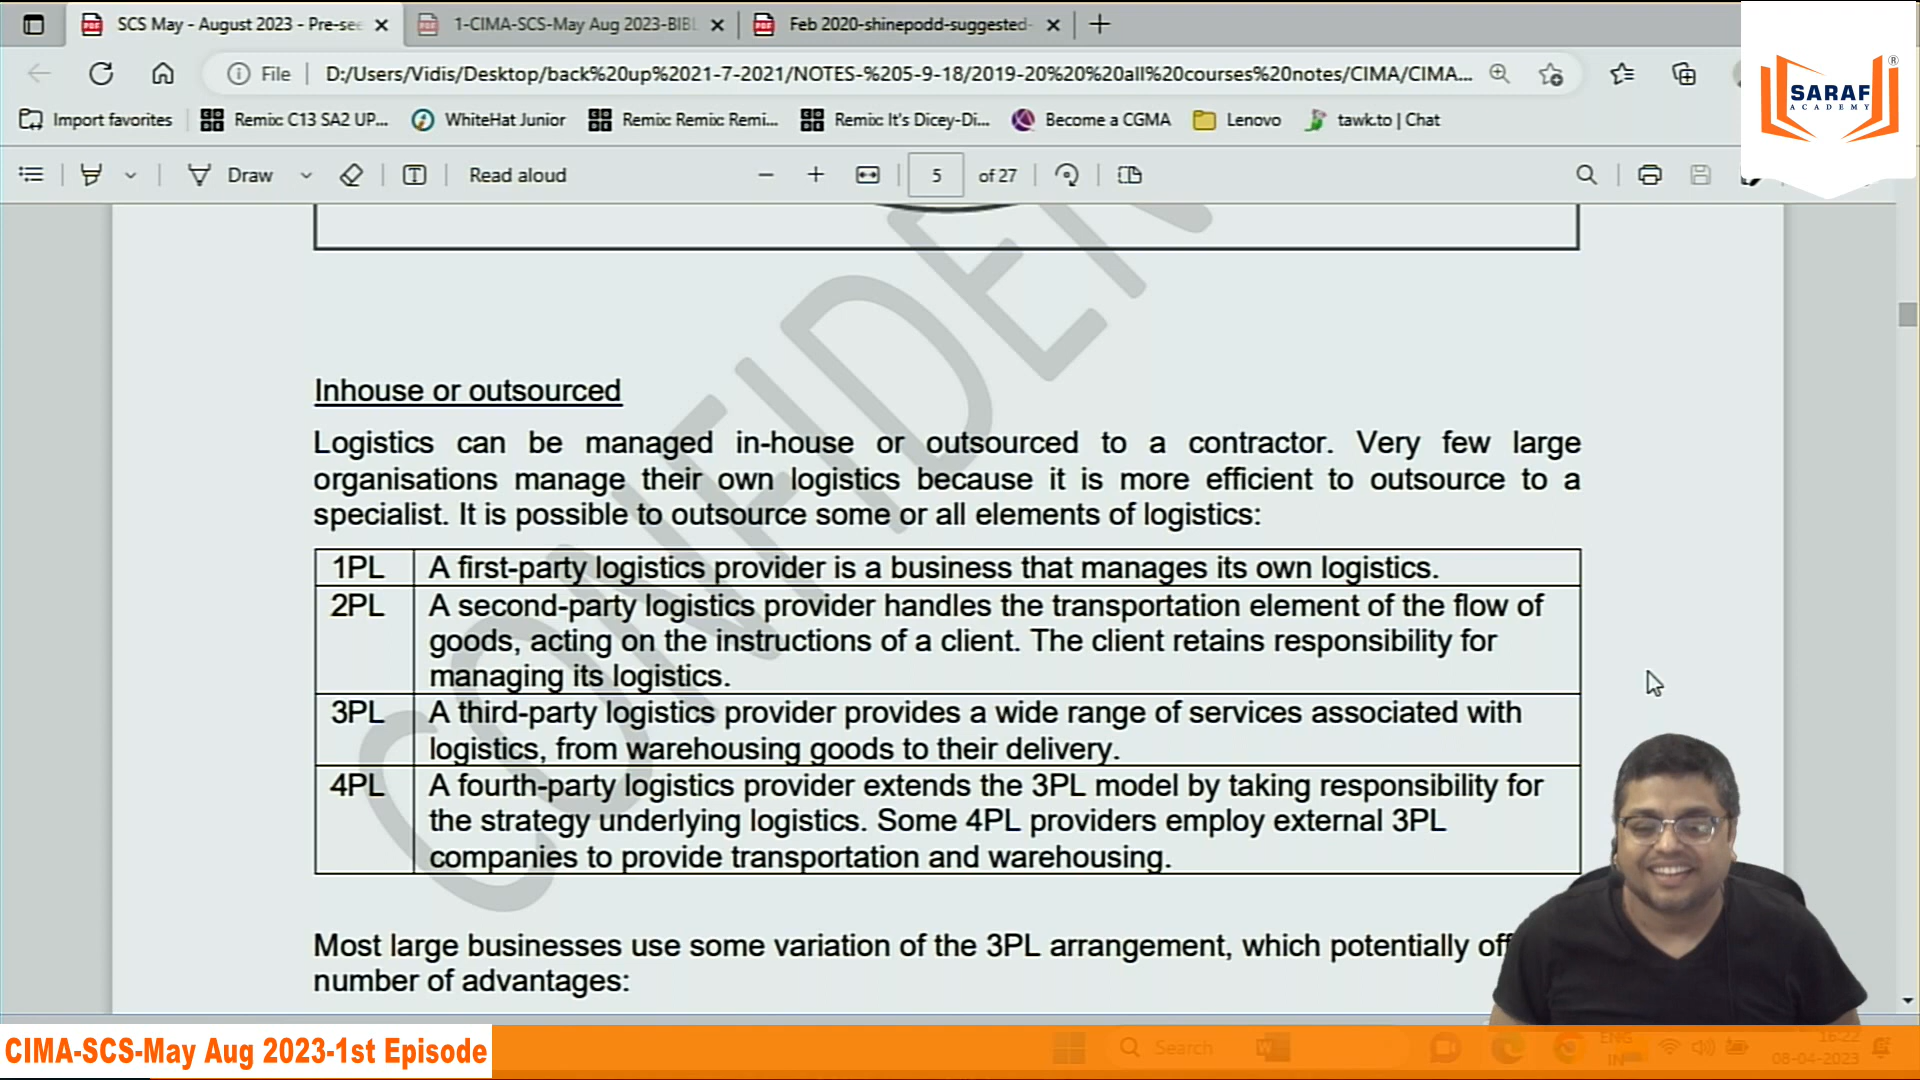 SCS May - August 2023 - Pre-see
1-CIMA-SCS-May Aug 2023-BIBL
Feb 2020-shinepodd-suggested-
File
D:/Users/Vidis/Desktop/back%20up%2021-7-2021/NOTES-%205-9-18/2019-20%20%20all%20courses%20notes/CIMA/CIMA...
SARAF
ACADEMY
®
Import favorites
Remix: C13 SA2 UP...
WhiteHat Junior
Remix: Remix: Remi...
Remix: It's Dicey-Di...
Become a CGMA
Lenovo
tawk.to | Chat
Draw
Read aloud
5
of 27
CONFIDEN
Inhouse or outsourced
Logistics can be managed in-house or outsourced to a contractor. Very few large
organisations manage their own logistics because it is more efficient to outsource to a
specialist. It is possible to outsource some or all elements of logistics:
1PL A first-party logistics provider is a business that manages its own logistics.
2PL A second-party logistics provider handles the transportation element of the flow of
goods, acting on the instructions of a client. The client retains responsibility for
managing its logistics.
3PL A third-party logistics provider provides a wide range of services associated with
logistics, from warehousing goods to their delivery.
4PL A fourth-party logistics provider extends the 3PL model by taking responsibility for
the strategy underlying logistics. Some 4PL providers employ external 3PL
companies to provide transportation and warehousing.
Most large businesses use some variation of the 3PL arrangement, which potentially off
number of advantages:
CIMA-SCS-May Aug 2023-1st Episode
Search
ENG
IN
16:22
08-04-2023